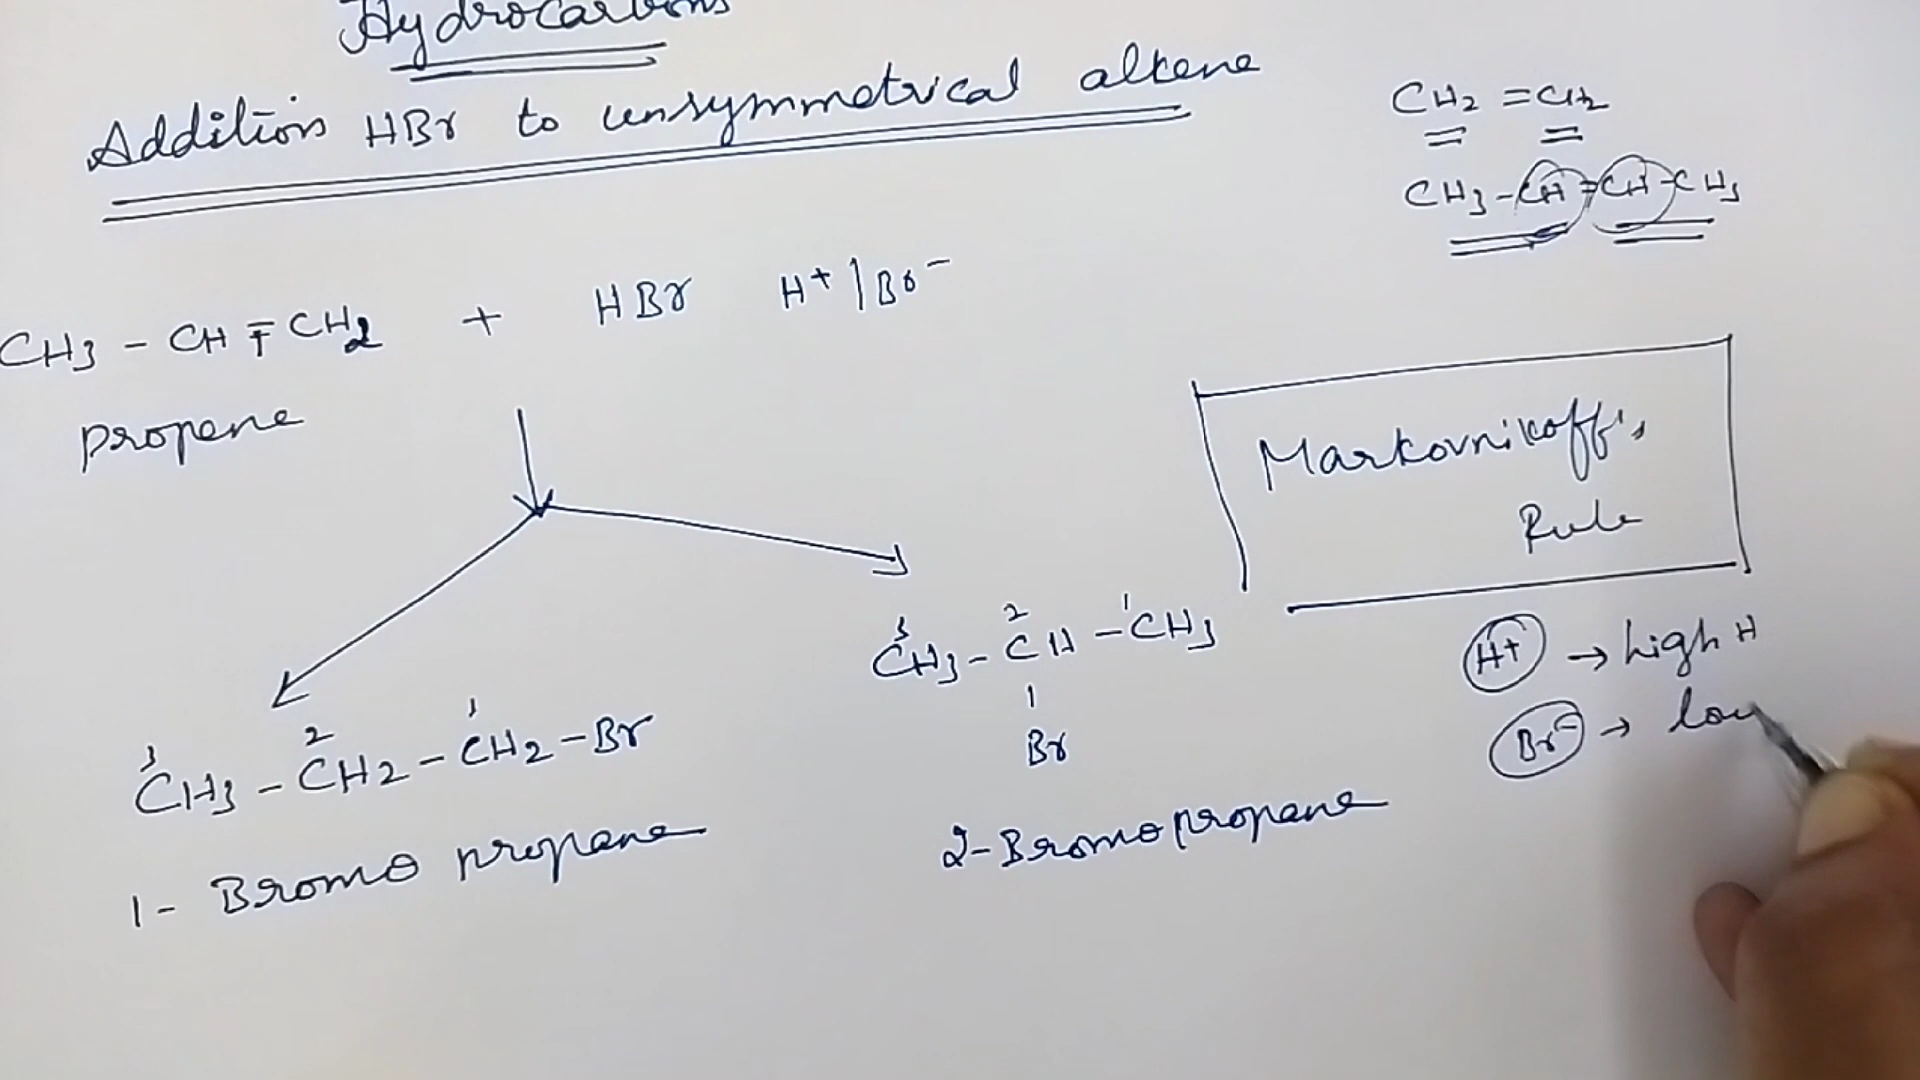 Hydrocarbons
Addition HBr to unsymmetrical alkene
CH2 = CH2
CH3 - CH = CH - CH3
CH3 - CH = CH2 + HBr H+ | Br-
propene
Markovnikoff's
Rule
3 2 1
CH3 - CH - CH3
Br
3 2 1
CH3 - CH2 - CH2 - Br
H+ → high H
Br- → low
1 - Bromo propane
2-Bromopropane